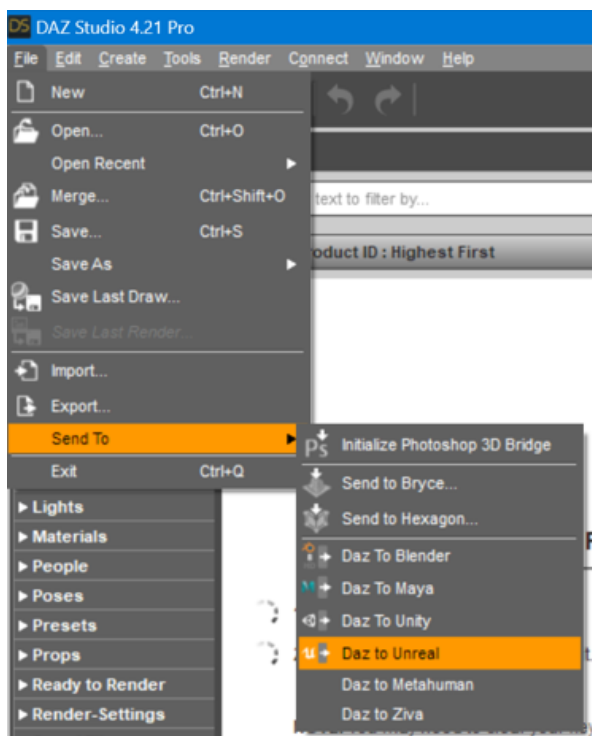 DS DAZ Studio 4.21 Pro
File Edit Create Tools Render Connect Window Help
New Ctrl+N
Open... Ctrl+O
Open Recent
Merge... Ctrl+Shift+O
text to filter by...
Save... Ctrl+S
Save As
oduct ID : Highest First
Save Last Draw...
Save Last Render...
Import...
Export...
Send To
Ps Initialize Photoshop 3D Bridge
Exit Ctrl+Q
Send to Bryce...
Lights
Send to Hexagon...
Materials
People
Daz To Blender
Poses
Daz To Maya
Presets
Daz To Unity
Props
Daz to Unreal
Ready to Render
Daz to Metahuman
Render-Settings
Daz to Ziva